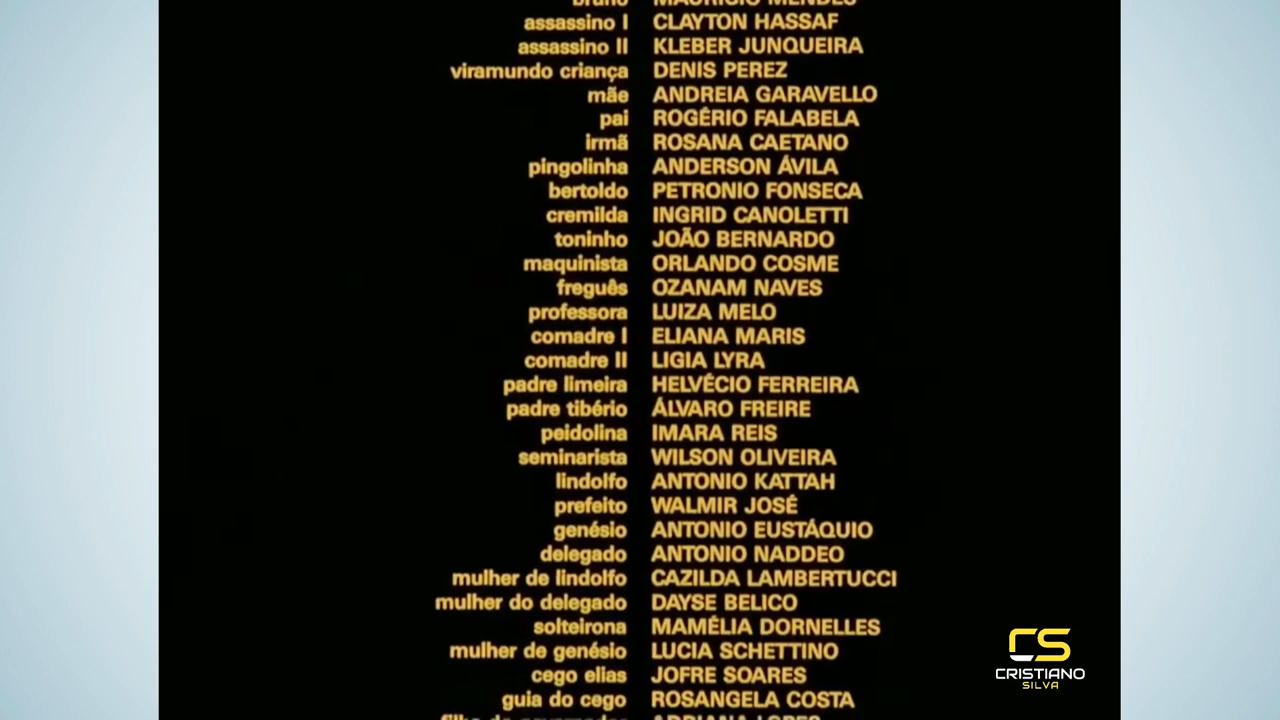 bruno MAURICIO MENDES
assassino I CLAYTON HASSAF
assassino II KLEBER JUNQUEIRA
viramundo criança DENIS PEREZ
mãe ANDREIA GARAVELLO
pai ROGÉRIO FALABELA
irmã ROSANA CAETANO
pingolinha ANDERSON ÁVILA
bertoldo PETRONIO FONSECA
cremilda INGRID CANOLETTI
toninho JOÃO BERNARDO
maquinista ORLANDO COSME
freguês OZANAM NAVES
professora LUIZA MELO
comadre I ELIANA MARIS
comadre II LIGIA LYRA
padre limeira HELVÉCIO FERREIRA
padre tibério ÁLVARO FREIRE
peidolina IMARA REIS
seminarista WILSON OLIVEIRA
lindolfo ANTONIO KATTAH
prefeito WALMIR JOSÉ
genésio ANTONIO EUSTÁQUIO
delegado ANTONIO NADDEO
mulher de lindolfo CAZILDA LAMBERTUCCI
mulher do delegado DAYSE BELICO
solteirona MAMÉLIA DORNELLES
mulher de genésio LUCIA SCHETTINO
cego elias JOFRE SOARES
guia do cego ROSANGELA COSTA
ADRIANA LOPES
CS
CRISTIANO
SILVA